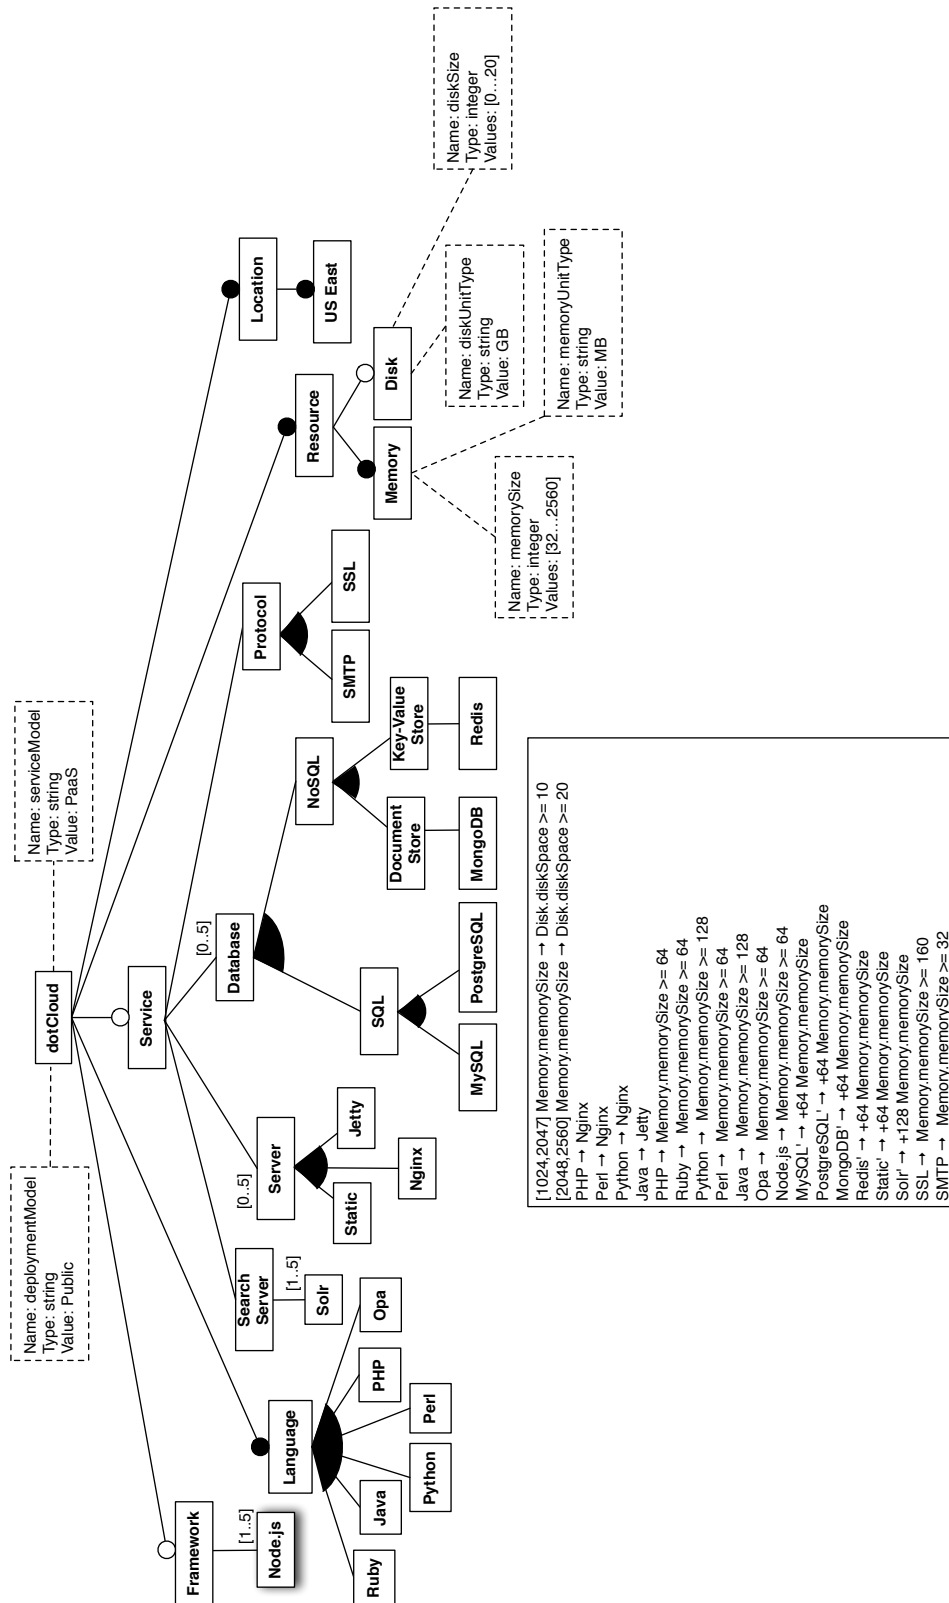 Name: deploymentModel
Type: string
Value: Public
dotCloud
Name: serviceModel
Type: string
Value: PaaS
Framework
[1..5]
Node.js
Language
Ruby
Java
Python
Perl
PHP
Opa
Service
Search
Server
[1..5]
Solr
[0..5]
Server
Static
Nginx
Jetty
[0..5]
Database
SQL
MySQL
PostgreSQL
NoSQL
Document
Store
MongoDB
Key-Value
Store
Redis
Protocol
SMTP
SSL
Resource
Memory
Disk
Name: memorySize
Type: integer
Values: [32...2560]
Name: memoryUnitType
Type: string
Value: MB
Name: diskUnitType
Type: string
Value: GB
Name: diskSize
Type: integer
Values: [0...20]
Location
US East
[1024,2047] Memory.memorySize → Disk.diskSpace >= 10
[2048,2560] Memory.memorySize → Disk.diskSpace >= 20
PHP → Nginx
Perl → Nginx
Python → Nginx
Java → Jetty
PHP → Memory.memorySize >= 64
Ruby → Memory.memorySize >= 64
Python → Memory.memorySize >= 128
Perl → Memory.memorySize >= 64
Java → Memory.memorySize >= 128
Opa → Memory.memorySize >= 64
Node.js → Memory.memorySize >= 64
MySQL' → +64 Memory.memorySize
PostgreSQL' → +64 Memory.memorySize
MongoDB' → +64 Memory.memorySize
Redis' → +64 Memory.memorySize
Static' → +64 Memory.memorySize
Solr' → +128 Memory.memorySize
SSL → Memory.memorySize >= 160
SMTP → Memory.memorySize >= 32